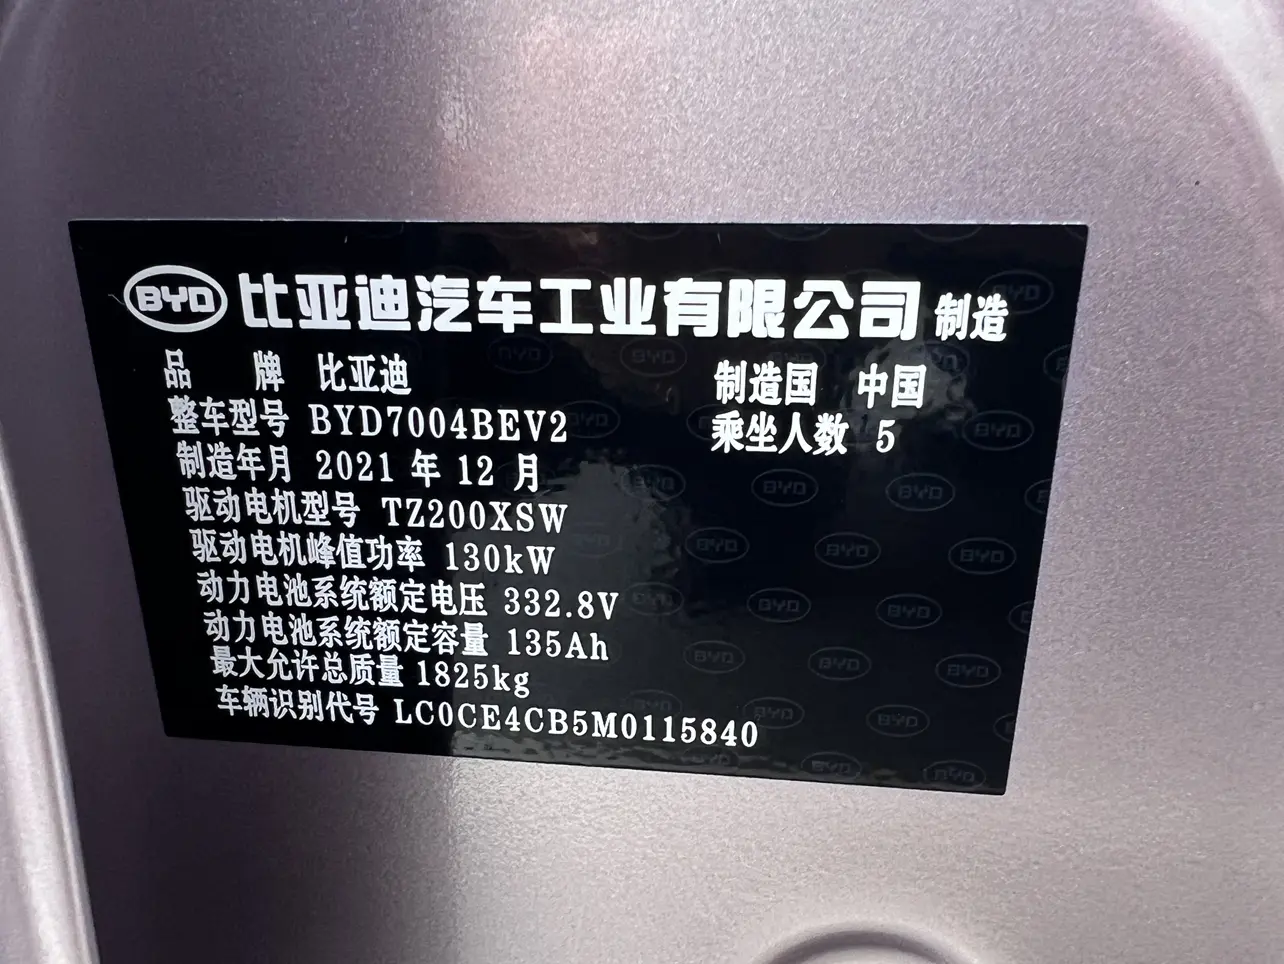 BYD 比亚迪汽车工业有限公司 制造
品 牌 比亚迪 制造国 中国
整车型号 BYD7004BEV2 乘坐人数 5
制造年月 2021 年 12 月
驱动电机型号 TZ200XSW
驱动电机峰值功率 130kW
动力电池系统额定电压 332.8V
动力电池系统额定容量 135Ah
最大允许总质量 1825kg
车辆识别代号 LC0CE4CB5M0115840